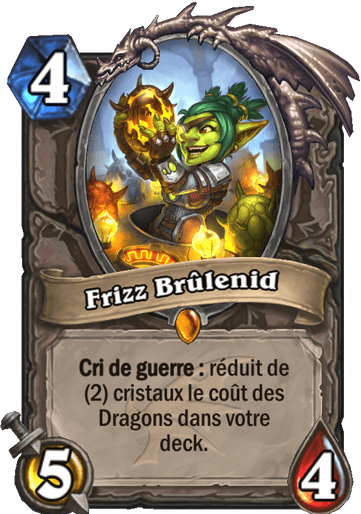 4
Frizz Brûlenid
Cri de guerre : réduit de
(2) cristaux le coût des
Dragons dans votre
deck.
5
4